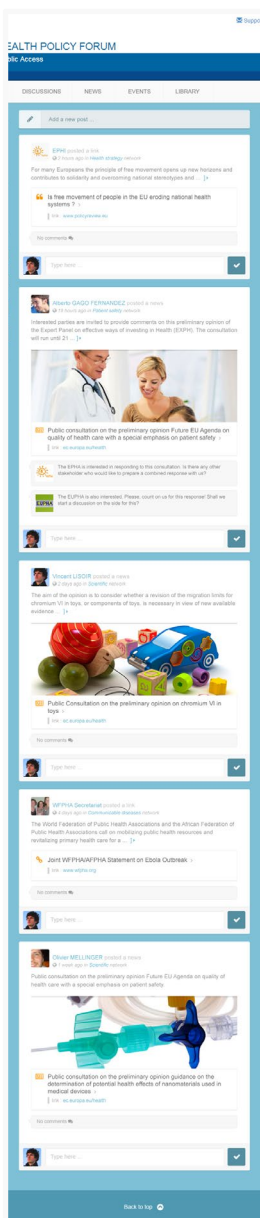 Suppo
EALTH POLICY FORUM
blic Access
DISCUSSIONS NEWS EVENTS LIBRARY
Add a new post ...
EPHI posted a link
2 hours ago in Health strategy network
For many Europeans the principle of free movement opens up new horizons and
contributes to solidarity and overcoming national stereotypes and ... [+
Is free movement of people in the EU eroding national health
systems ? ›
link · www.policyreview.eu
No comments
Type here ...
Alberto GAGO FERNANDEZ posted a news
19 hours ago in Patient safety network
Interested parties are invited to provide comments on this preliminary opinion of
the Expert Panel on effective ways of investing in Health (EXPH). The consultation
will run until 21 ... [+
Public consultation on the preliminary opinion Future EU Agenda on
quality of health care with a special emphasis on patient safety ›
link · ec.europa.eu/health
The EPHA is interested in responding to this consultation. Is there any other
stakeholder who would like to prepare a combined response with us?
EUPHA
The EUPHA is also interested. Please, count on us for this response! Shall we
start a discussion on the side for this?
Type here ...
Vincent LISOIR posted a news
2 days ago in Scientific network
The aim of the opinion is to consider whether a revision of the migration limits for
chromium VI in toys, or components of toys, is necessary in view of new available
evidence ... [+
Public Consultation on the preliminary opinion on chromium VI in
toys ›
link · ec.europa.eu/health
No comments
Type here ...
WFPHA Secretariat posted a link
4 days ago in Communicable diseases network
The World Federation of Public Health Associations and the African Federation of
Public Health Associations call on mobilizing public health resources and
revitalizing primary health care for a ... [+
Joint WFPHA/AFPHA Statement on Ebola Outbreak ›
link · www.wfpha.org
No comments
Type here ...
Olivier MELLINGER posted a news
1 week ago in Scientific network
Public consultation on the preliminary opinion Future EU Agenda on quality of
health care with a special emphasis on patient safety
Public consultation on the preliminary opinion guidance on the
determination of potential health effects of nanomaterials used in
medical devices ›
link · ec.europa.eu/health
No comments
Type here ...
Back to top